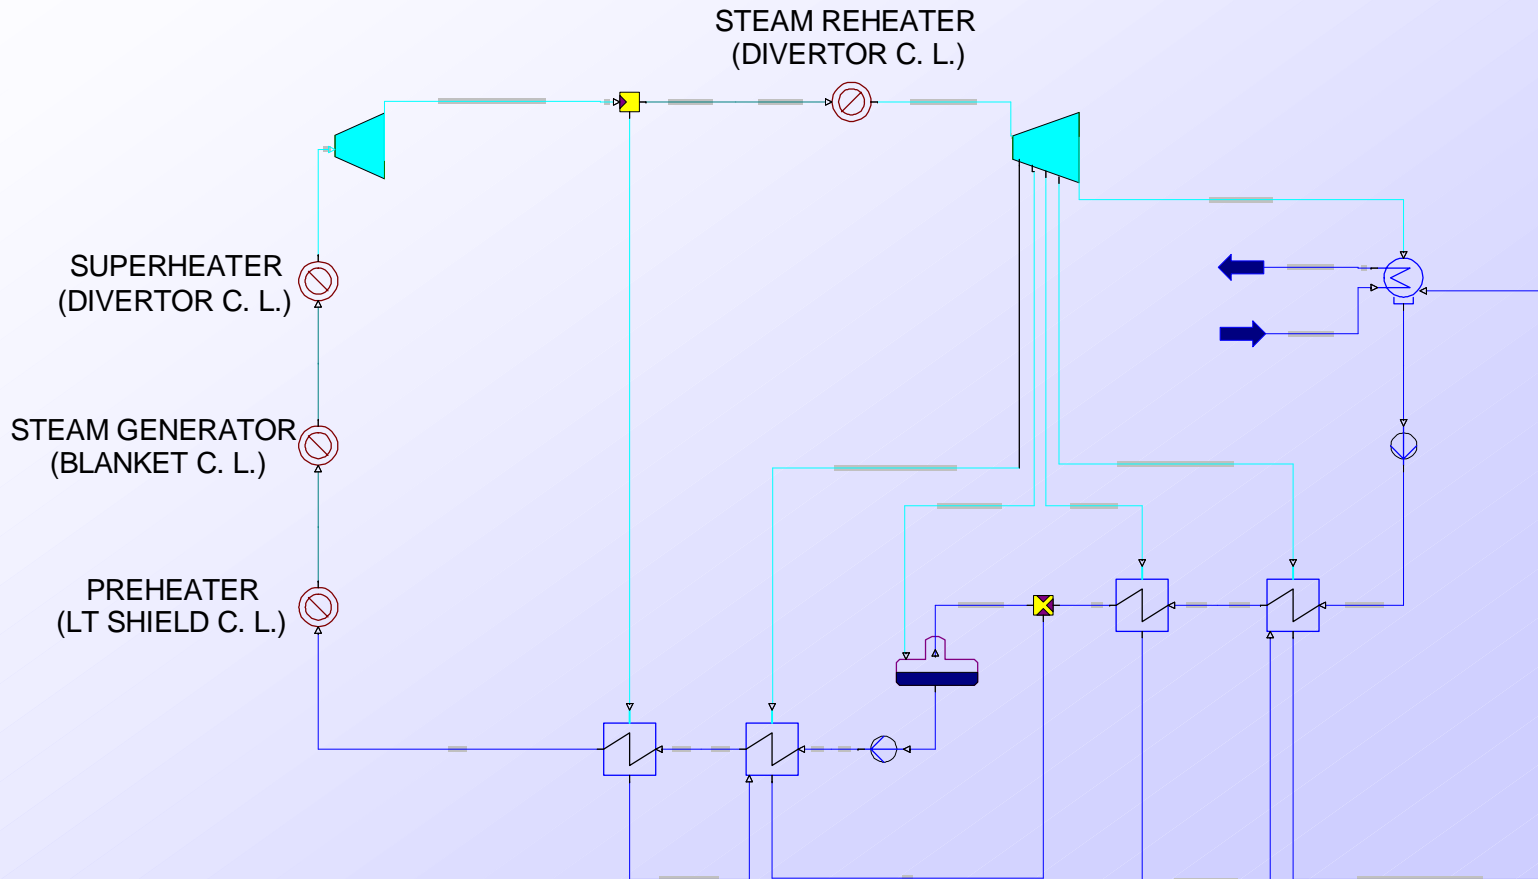 STEAM REHEATER
(DIVERTOR C. L.)
SUPERHEATER
(DIVERTOR C. L.)
STEAM GENERATOR
(BLANKET C. L.)
PREHEATER
(LT SHIELD C. L.)